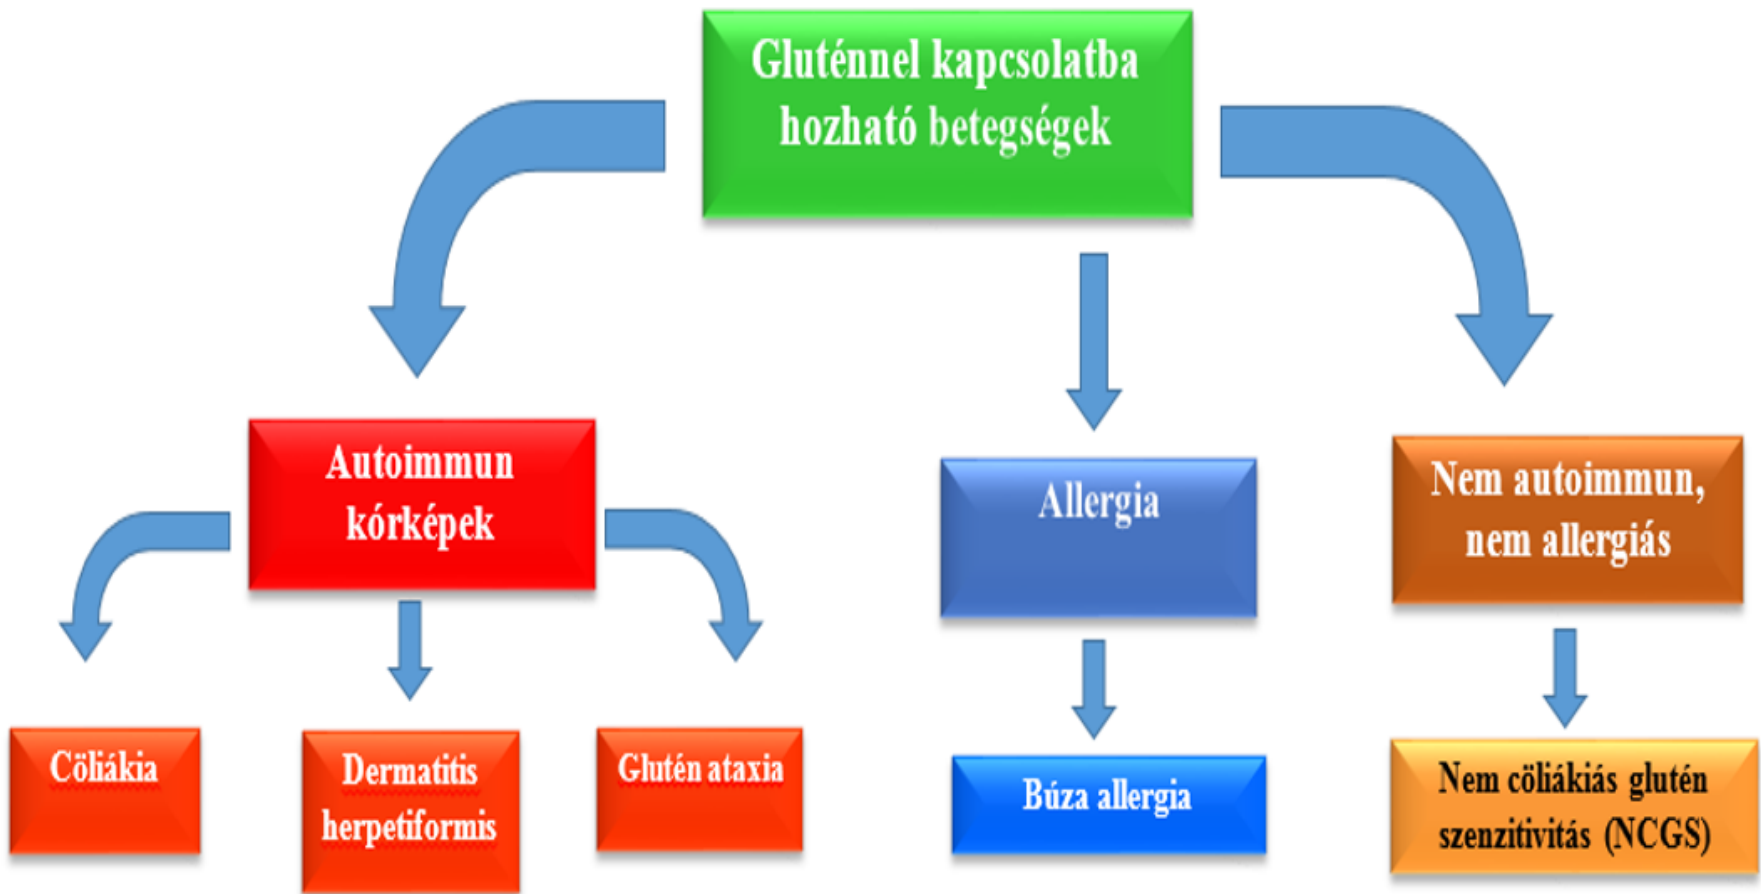 Gluténnel kapcsolatba
hozható betegségek
Autoimmun
kórképek
Allergia
Nem autoimmun,
nem allergiás
Cöliákia
Dermatitis
herpetiformis
Glutén ataxia
Búza allergia
Nem cöliákiás glutén
szenzitivitás (NCGS)